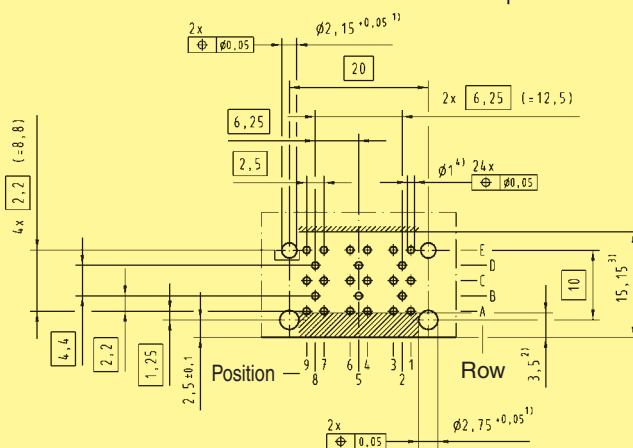 2x
Ø2,15 +0,05 1)
⌖ Ø0,05
20
2x 6,25 (=12,5)
6,25
2,5
Ø1 4) 24x
⌖ Ø0,05
4x 2,2 (=8,8)
E
D
C
B
A
10
15,15 3)
4,4
2,2
1,25
2,5 ±0,1
Position
9 7 6 4 3 1
8 5 2
Row
3,5 2)
2x
Ø2,75 +0,05 1)
⌖ 0,05